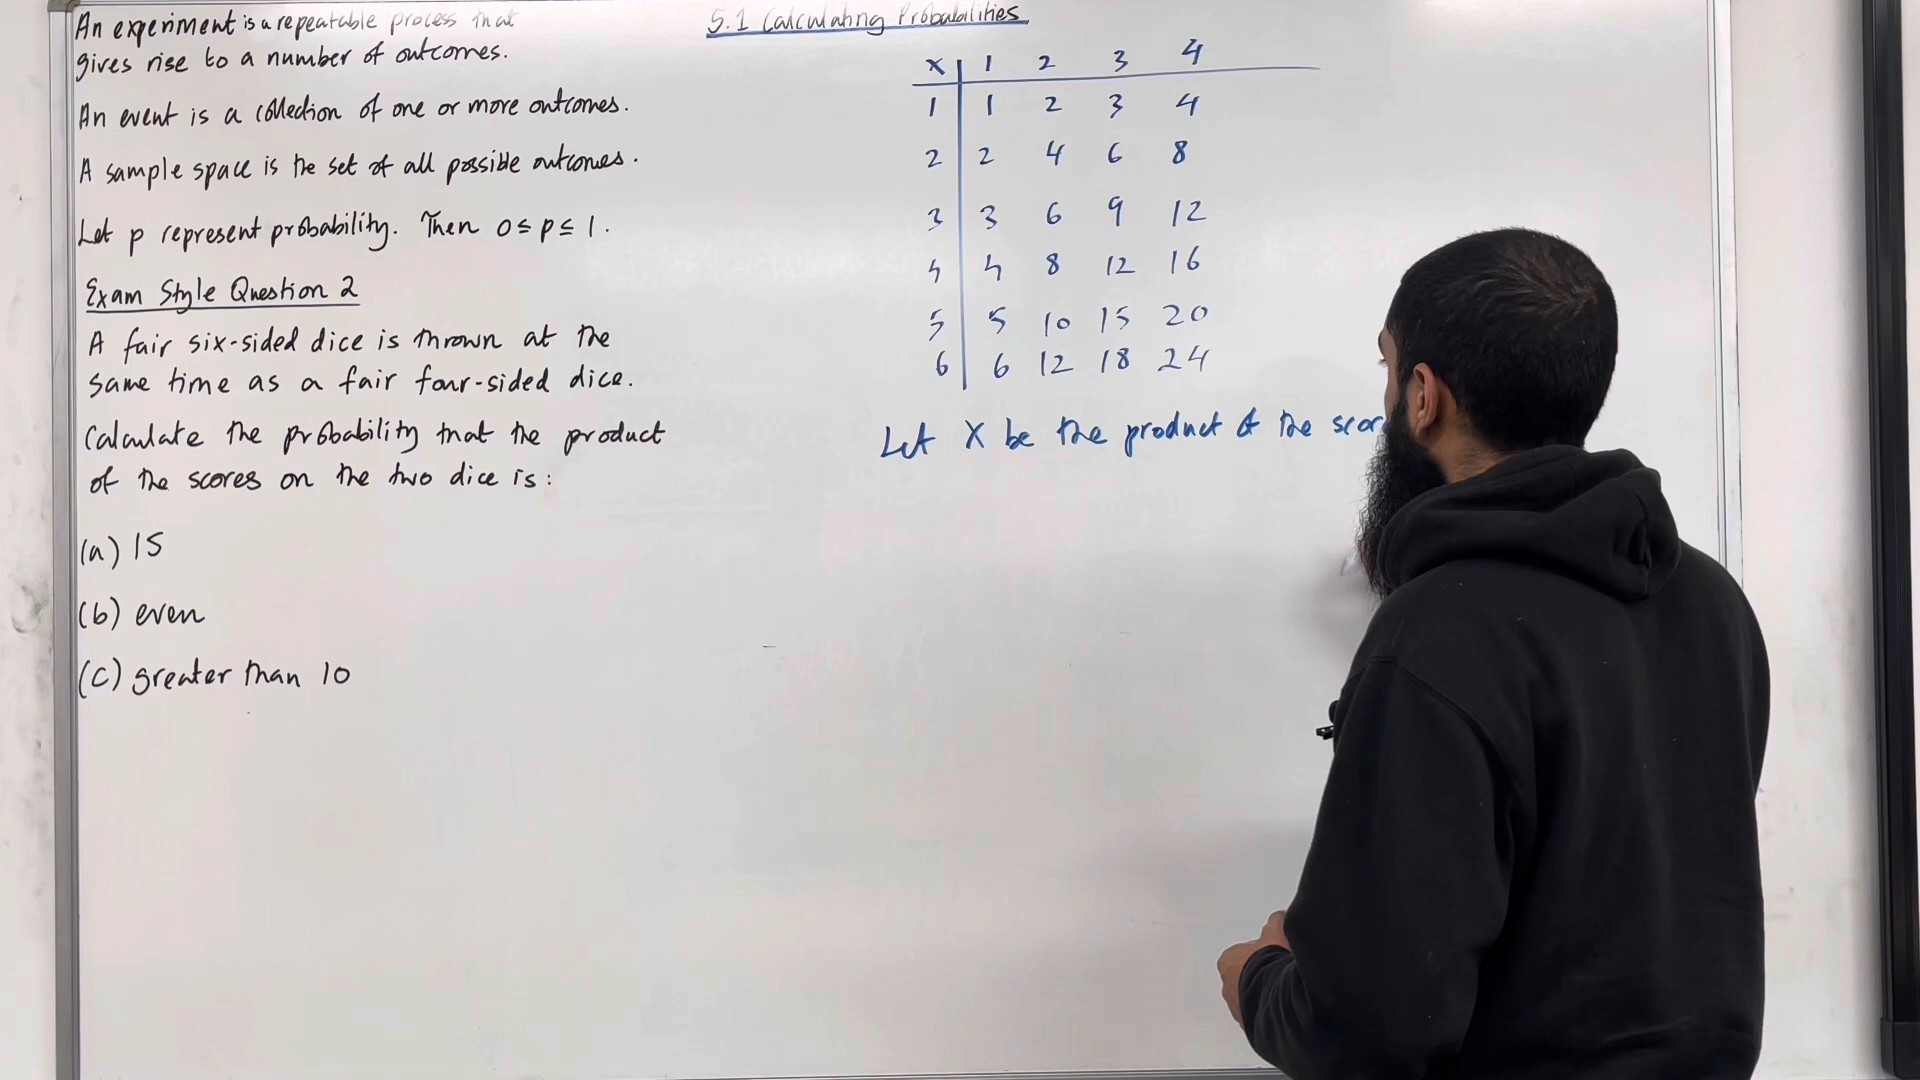 An experiment is a repeatable process that
gives rise to a number of outcomes.
An event is a collection of one or more outcomes.
A sample space is the set of all possible outcomes.
Let p represent probability. Then 0 ≤ p ≤ 1.
Exam Style Question 2
A fair six-sided dice is thrown at the
same time as a fair four-sided dice.
Calculate the probability that the product
of the scores on the two dice is:
(a) 15
(b) even
(c) greater than 10
5.1 Calculating Probabilities
x 1 2 3 4
1 1 2 3 4
2 2 4 6 8
3 3 6 9 12
4 4 8 12 16
5 5 10 15 20
6 6 12 18 24
Let X be the product of the scor